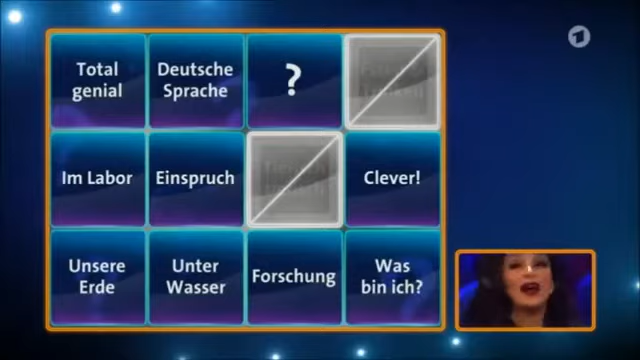 Total
genial
Deutsche
Sprache
?
Im Labor
Einspruch
Clever!
Unsere
Erde
Unter
Wasser
Forschung
Was
bin ich?
1